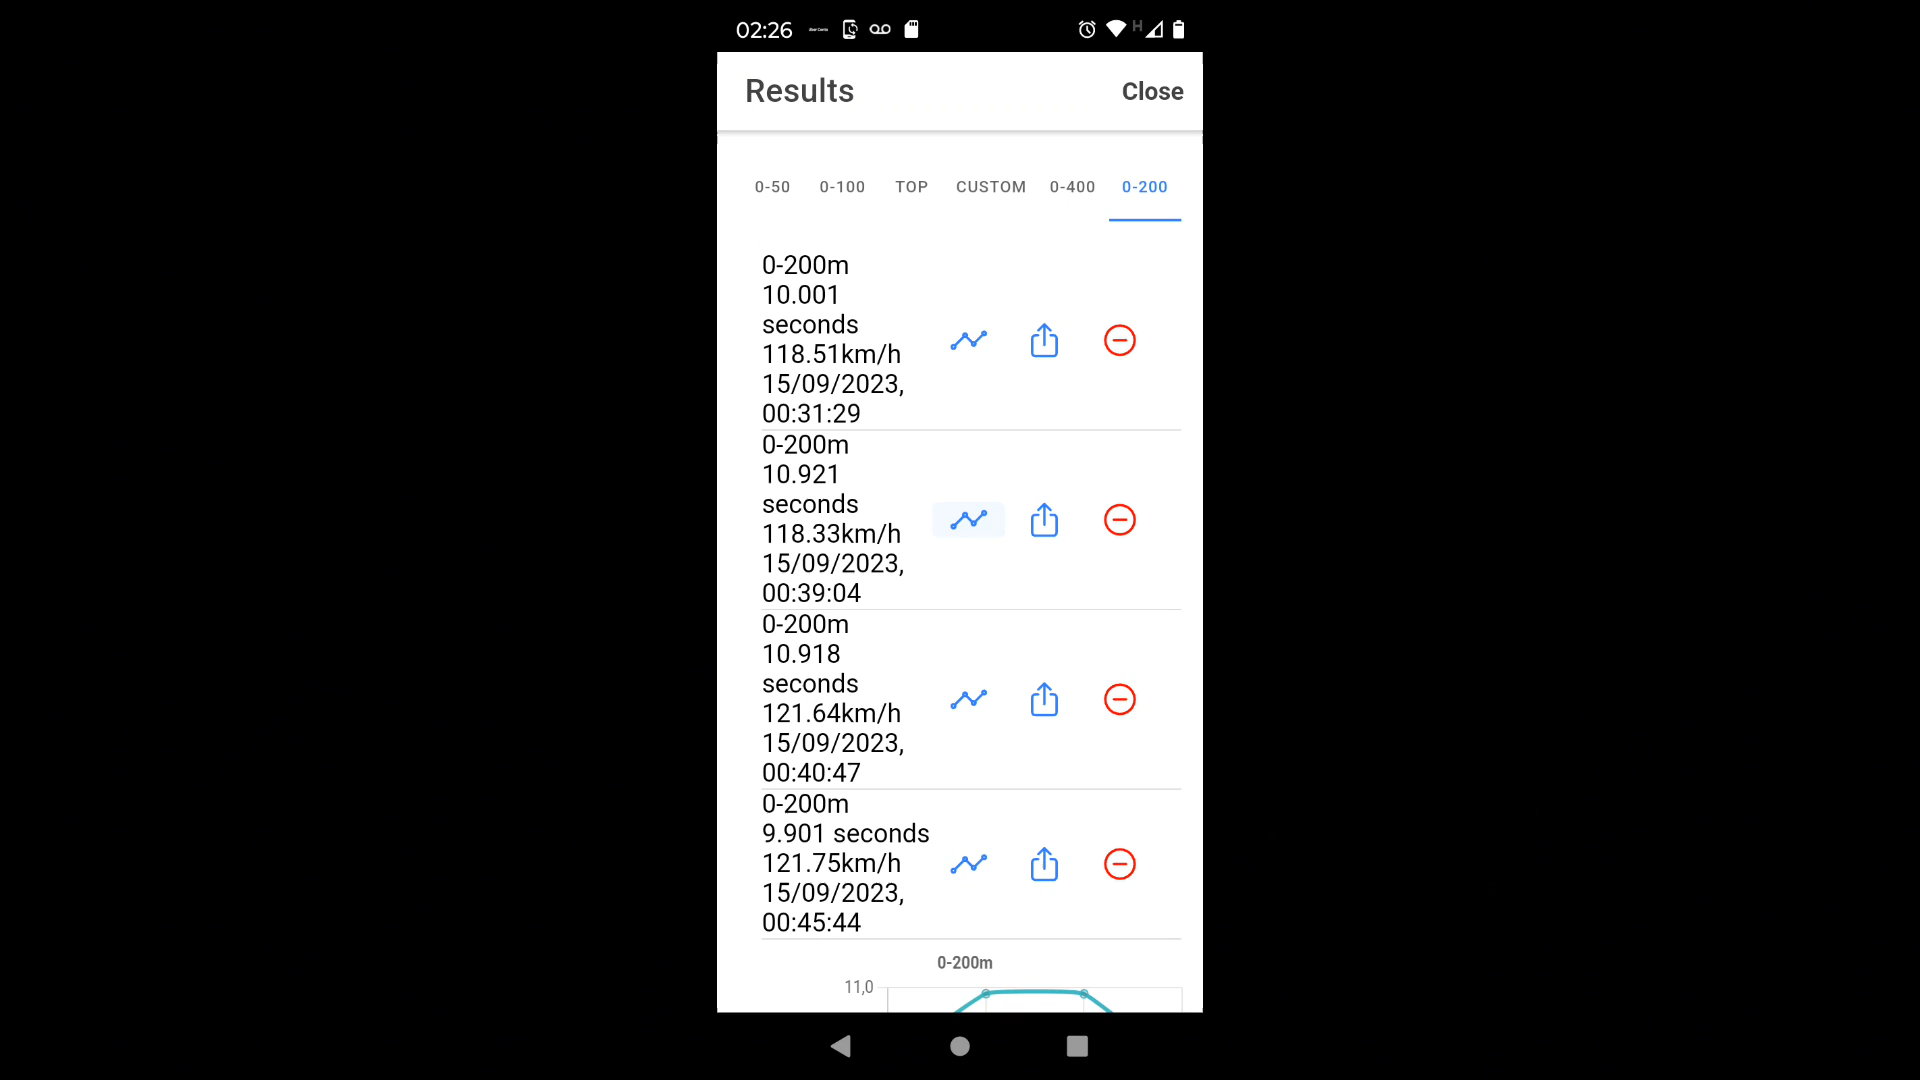 02:26
H
Results
Close
0-50 0-100 TOP CUSTOM 0-400 0-200
0-200m
10.001
seconds
118.51km/h
15/09/2023,
00:31:29
0-200m
10.921
seconds
118.33km/h
15/09/2023,
00:39:04
0-200m
10.918
seconds
121.64km/h
15/09/2023,
00:40:47
0-200m
9.901 seconds
121.75km/h
15/09/2023,
00:45:44
0-200m
11,0